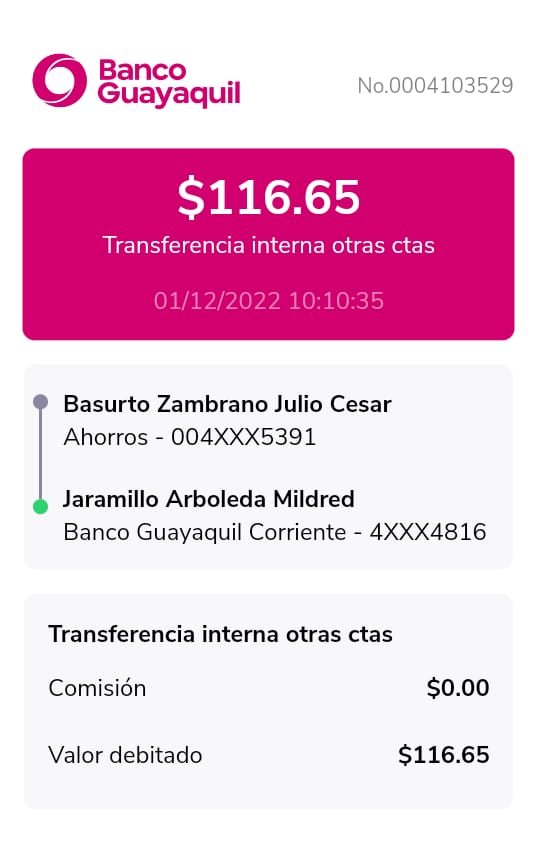 Banco
Guayaquil
No.0004103529
$116.65
Transferencia interna otras ctas
01/12/2022 10:10:35
Basurto Zambrano Julio Cesar
Ahorros - 004XXX5391
Jaramillo Arboleda Mildred
Banco Guayaquil Corriente - 4XXX4816
Transferencia interna otras ctas
Comisión $0.00
Valor debitado $116.65